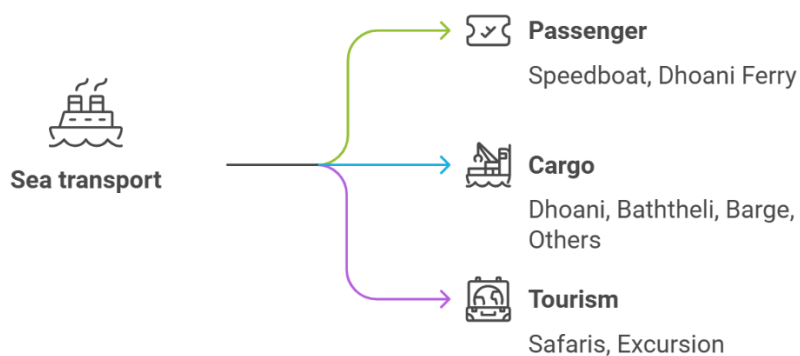 Sea transport
Passenger
Speedboat, Dhoani Ferry
Cargo
Dhoani, Baththeli, Barge,
Others
Tourism
Safaris, Excursion